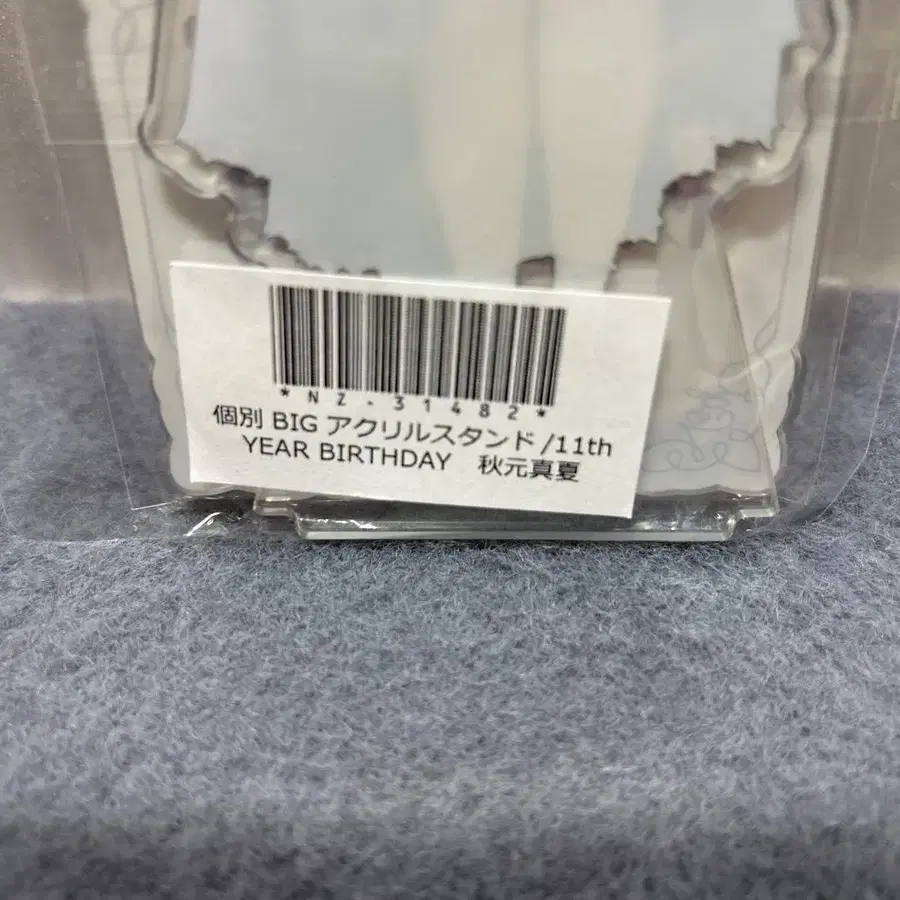 *NZ-31482*
個別 BIG アクリルスタンド /11th
YEAR BIRTHDAY　秋元真夏